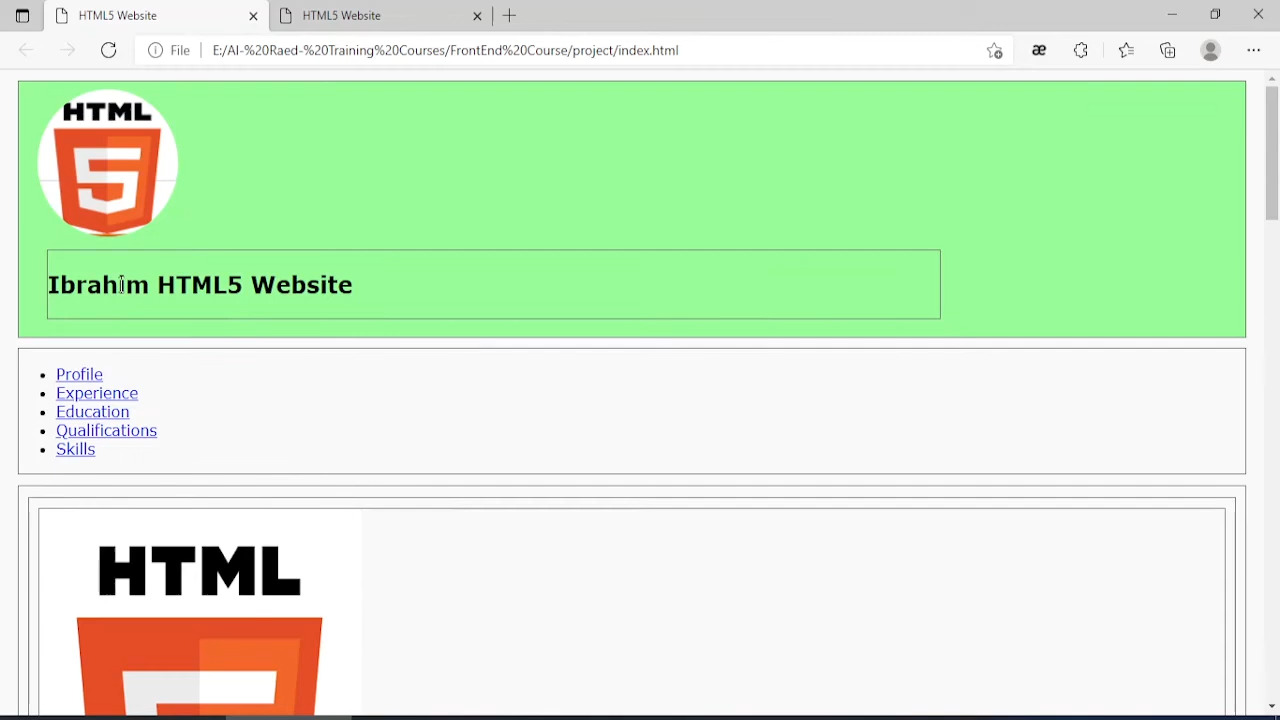 HTML5 Website
HTML5 Website
File
E:/Al-%20Raed-%20Training%20Courses/FrontEnd%20Course/project/index.html
HTML
5
Ibrahim HTML5 Website
Profile
Experience
Education
Qualifications
Skills
HTML